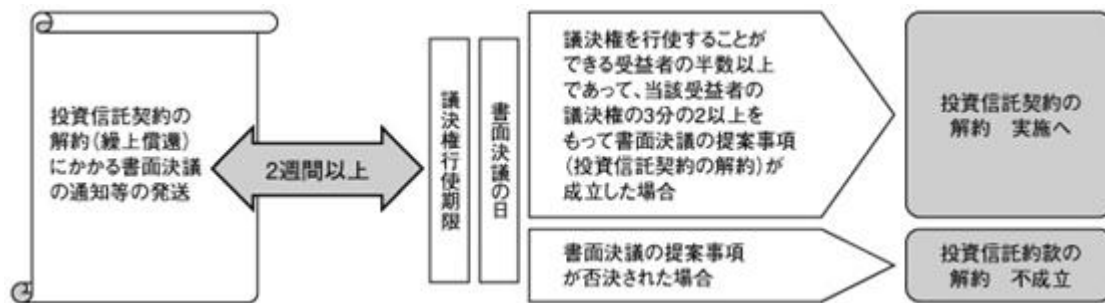 投資信託契約の
解約(繰上償還)
にかかる書面決議
の通知等の発送
2週間以上
議決権行使期限
書面決議の日
議決権を行使することが
できる受益者の半数以上
であって、当該受益者の
議決権の3分の2以上を
もって書面決議の提案事項
(投資信託契約の解約)が
成立した場合
投資信託契約の
解約 実施へ
書面決議の提案事項
が否決された場合
投資信託約款の
解約 不成立